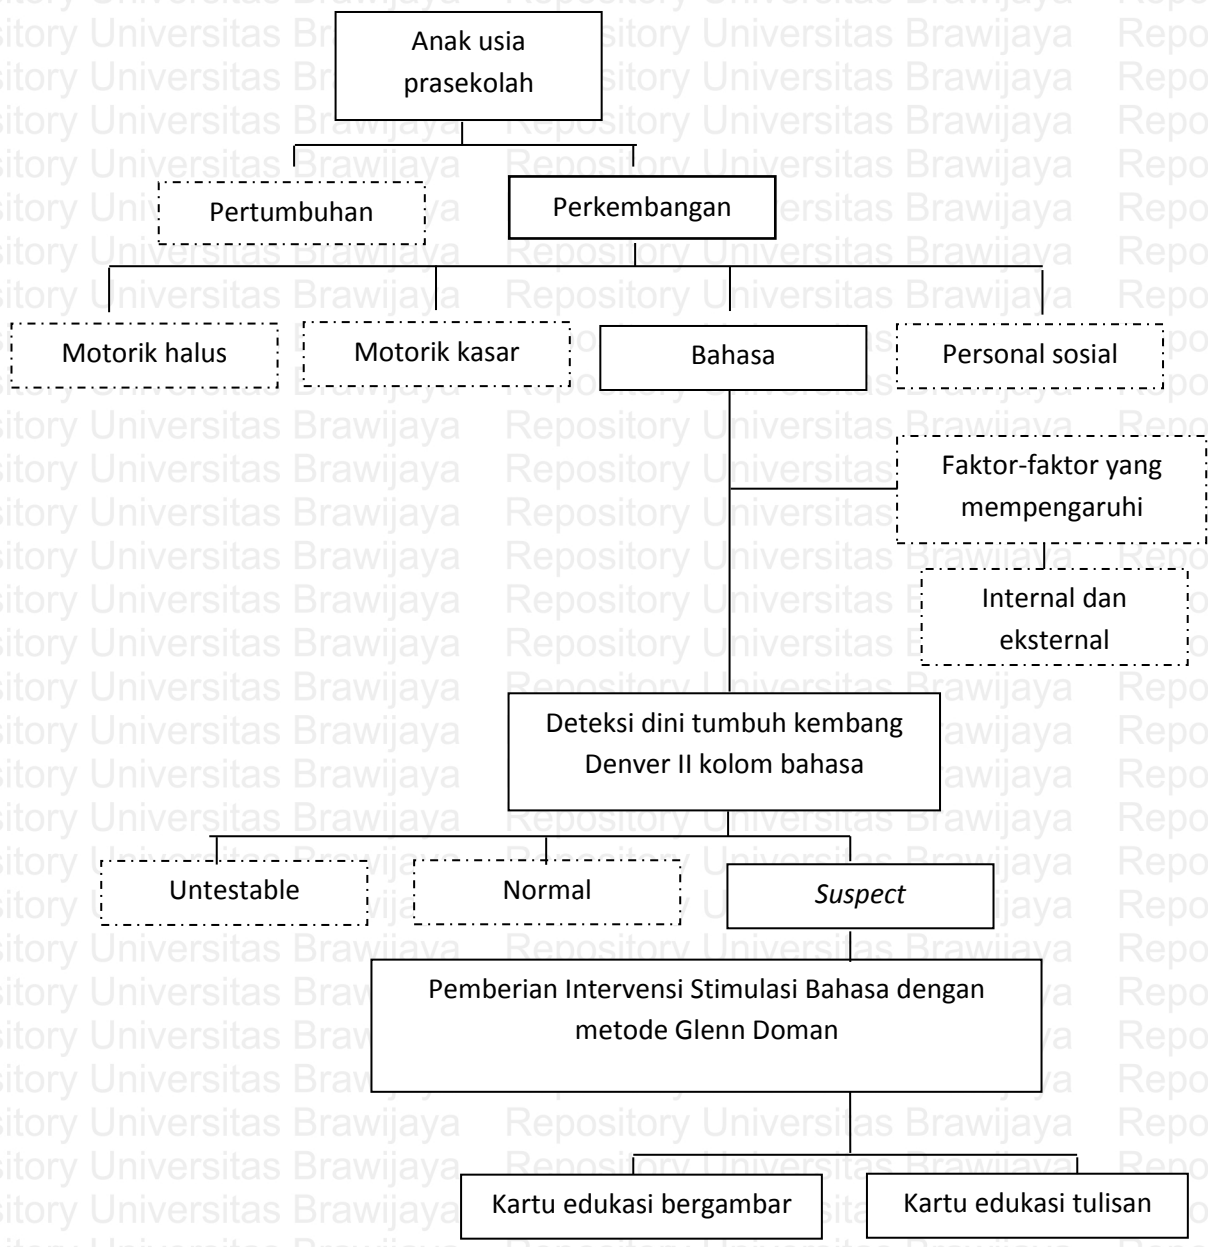 Anak usia
prasekolah
Pertumbuhan
Perkembangan
Motorik halus
Motorik kasar
Bahasa
Personal sosial
Faktor-faktor yang
mempengaruhi
Internal dan
eksternal
Deteksi dini tumbuh kembang
Denver II kolom bahasa
Untestable
Normal
Suspect
Pemberian Intervensi Stimulasi Bahasa dengan
metode Glenn Doman
Kartu edukasi bergambar
Kartu edukasi tulisan